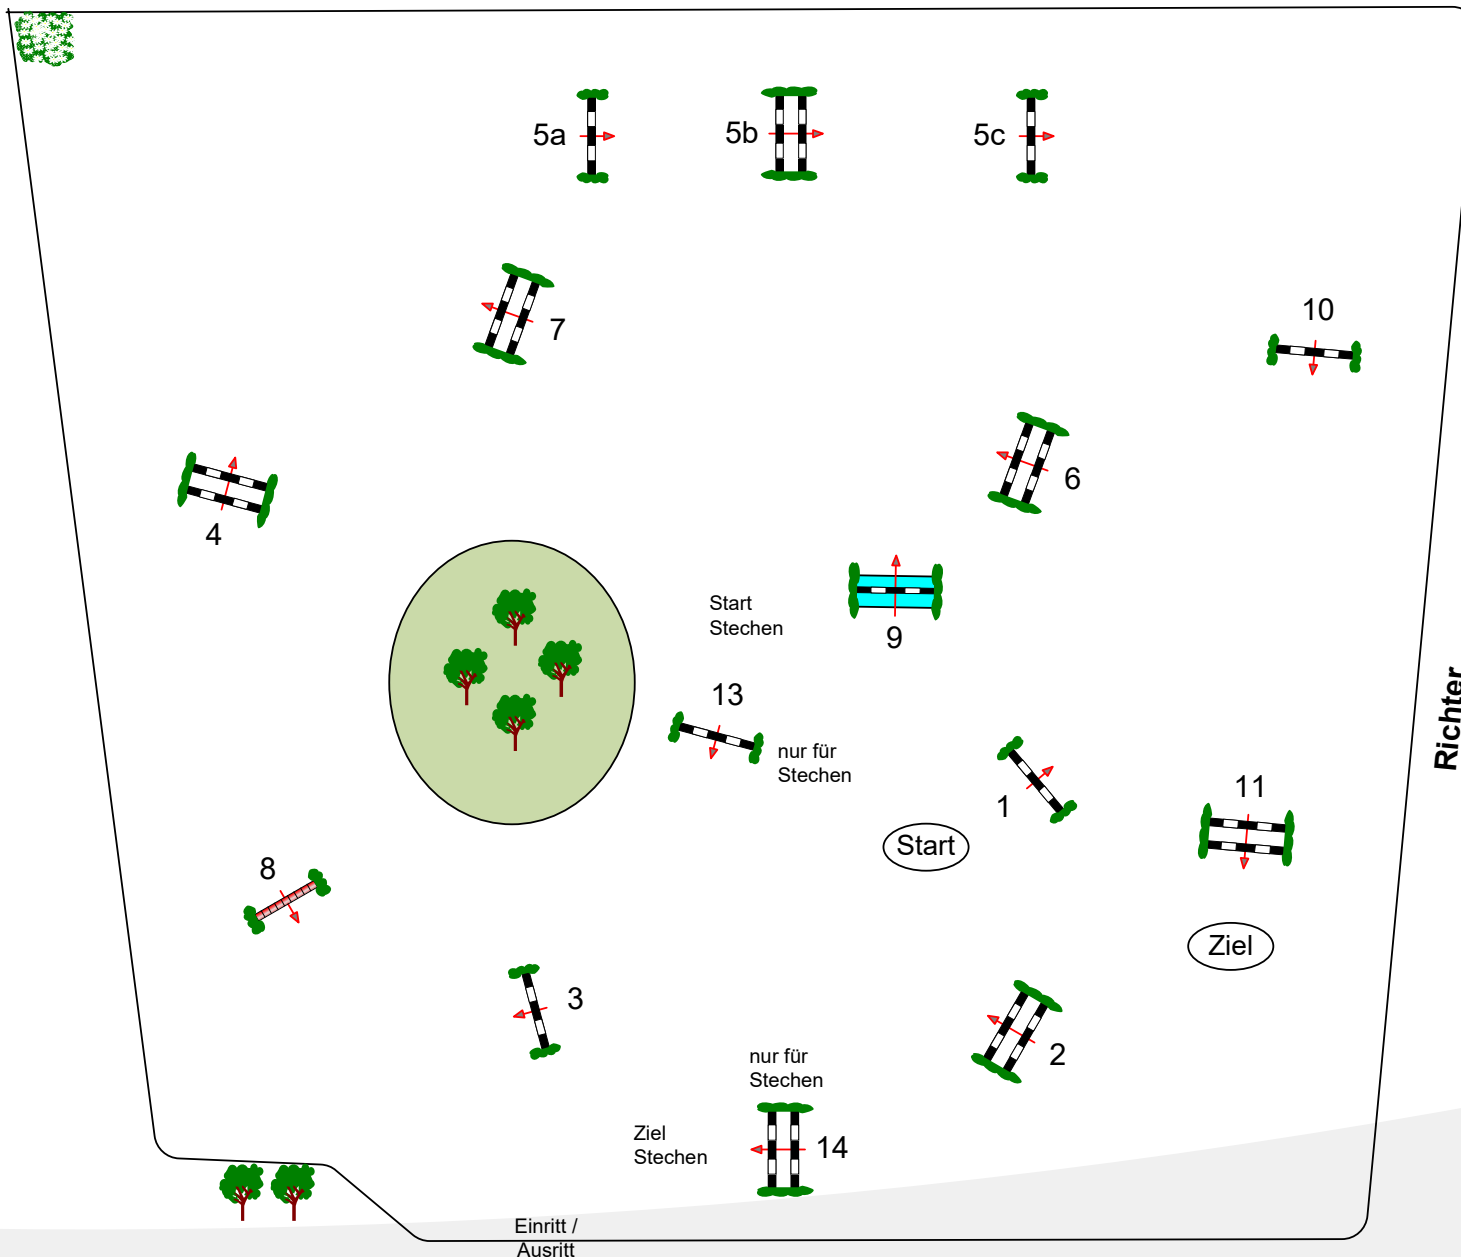 5a
5b
5c
7
10
4
6
Start
Stechen
9
13
nur für
Stechen
Richter
1
11
Start
8
Ziel
3
2
nur für
Stechen
Ziel
Stechen
14
Einritt /
Ausritt